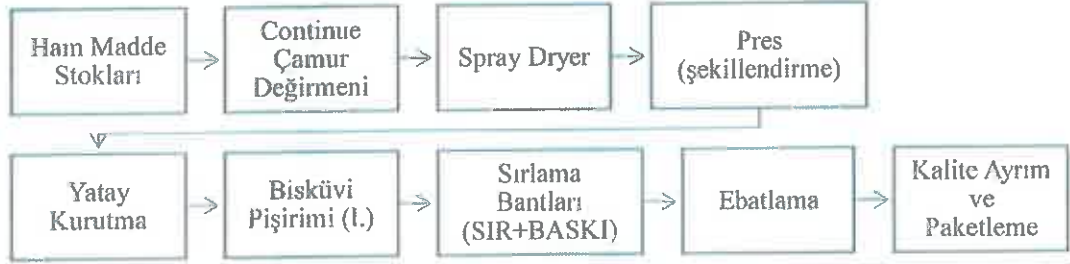 Ham Madde
Stokları
Continue
Çamur
Değirmeni
Spray Dryer
Pres
(şekillendirme)
Yatay
Kurutma
Bisküvi
Pişirimi (I.)
Sırlama
Bantları
(SIR+BASKI)
Ebatlama
Kalite Ayrım
ve
Paketleme